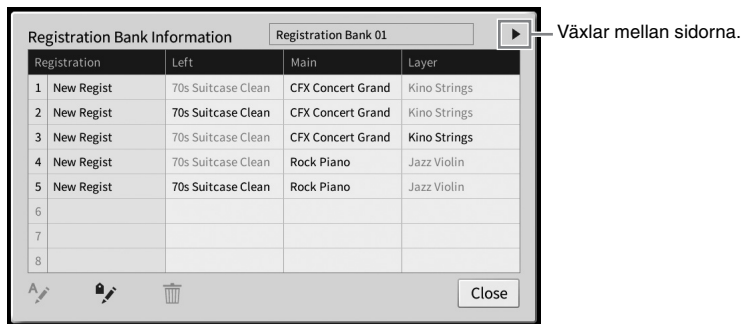 Registration Bank Information Registration Bank 01
Växlar mellan sidorna.
Registration Left Main Layer
1 New Regist 70s Suitcase Clean CFX Concert Grand Kino Strings
2 New Regist 70s Suitcase Clean CFX Concert Grand Kino Strings
3 New Regist 70s Suitcase Clean CFX Concert Grand Kino Strings
4 New Regist 70s Suitcase Clean Rock Piano Jazz Violin
5 New Regist 70s Suitcase Clean Rock Piano Jazz Violin
6
7
8
A
Close